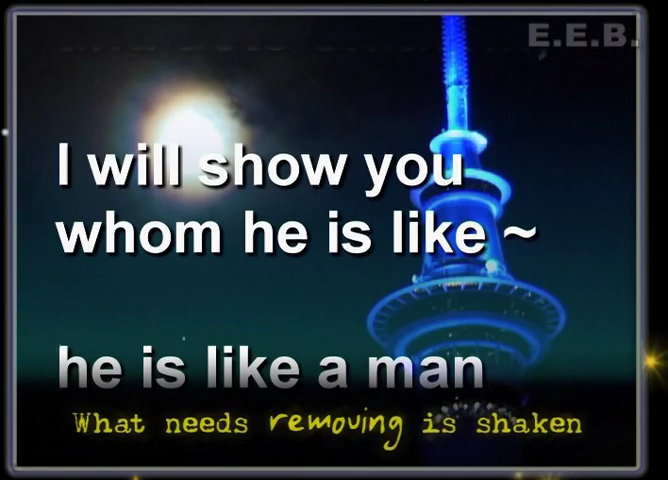 E.E.B.
I will show you
whom he is like ~
he is like a man
What needs removing is shaken